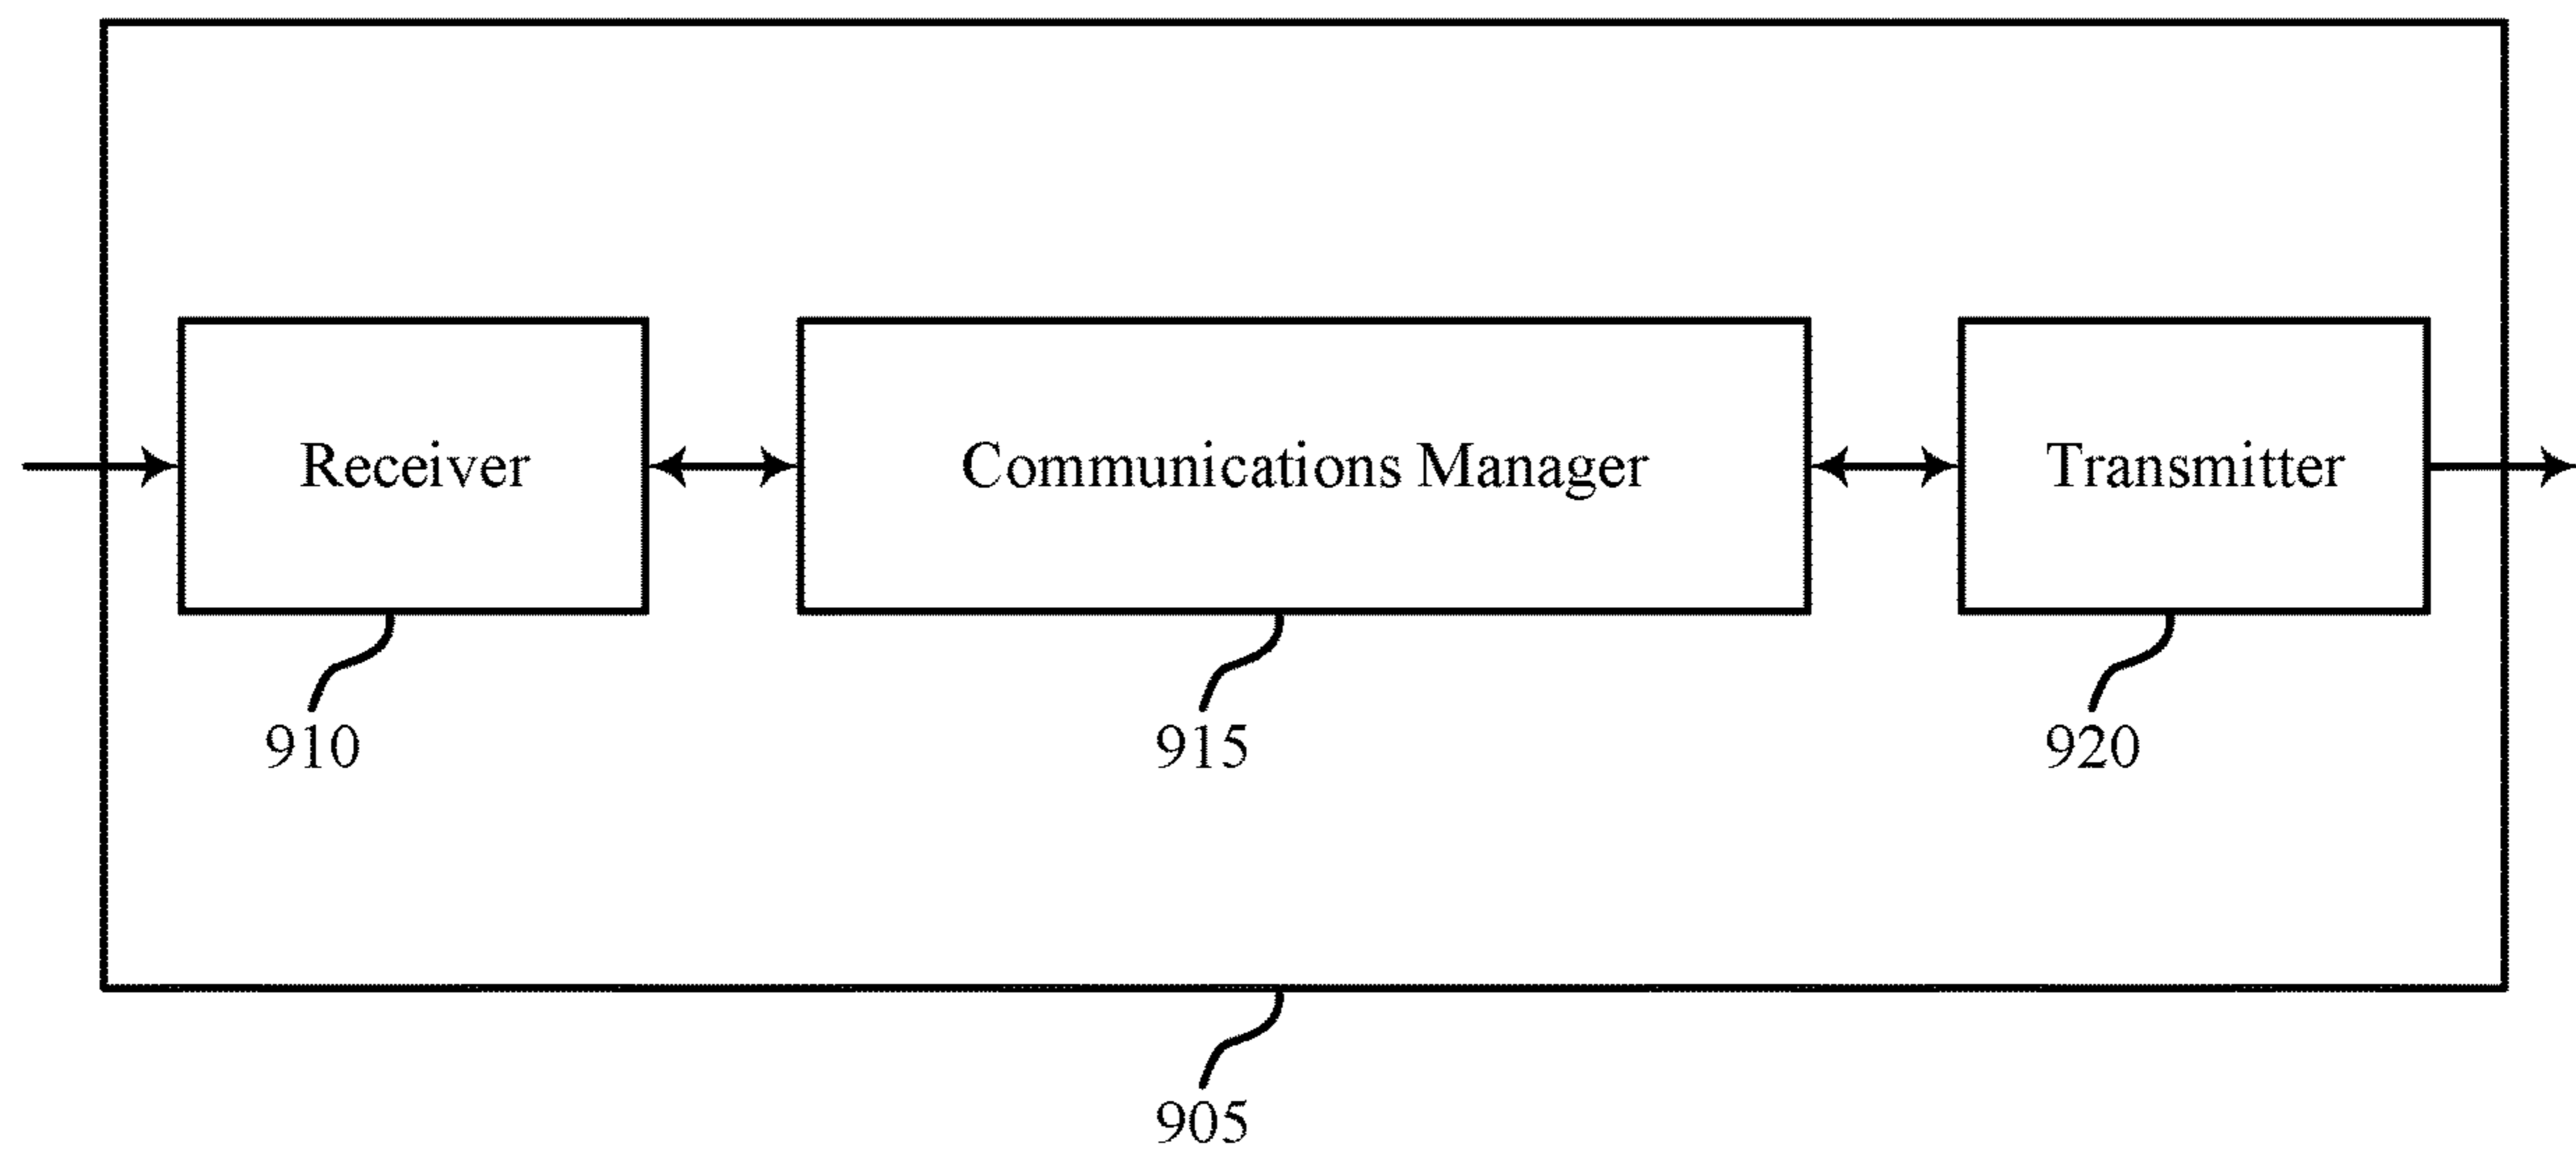 Receiver
Communications Manager
Transmitter
910
915
920
905